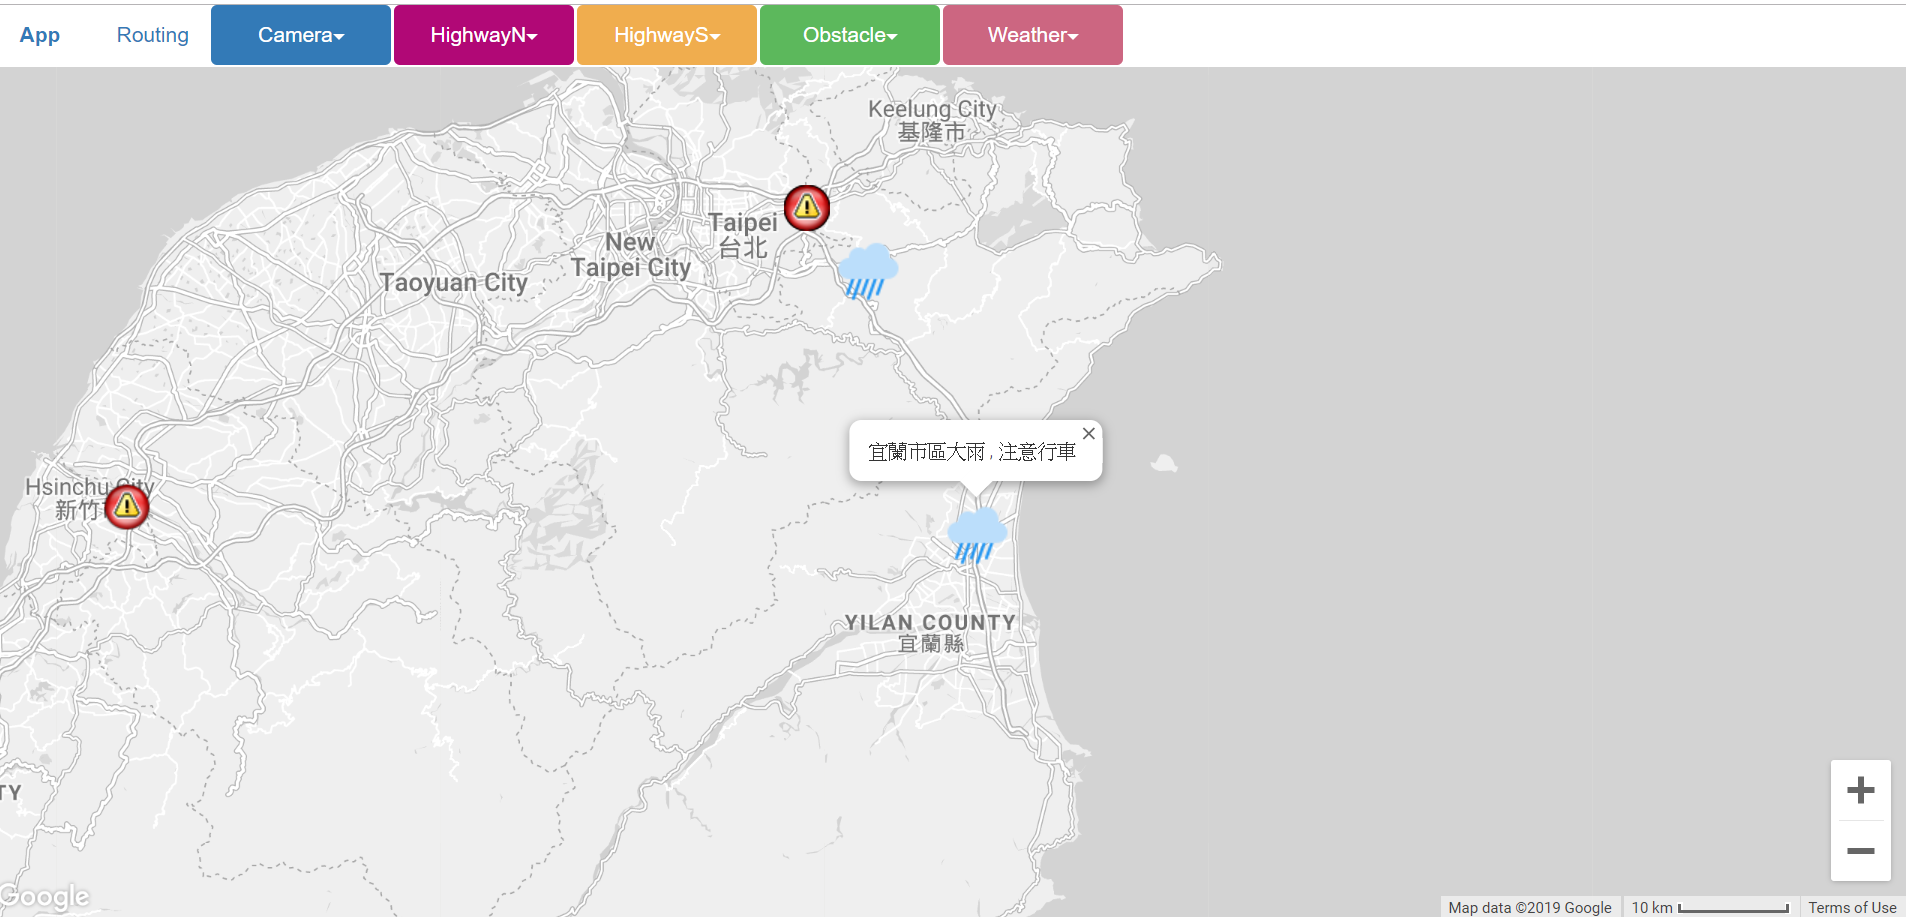 App
Routing
Camera
HighwayN
HighwayS
Obstacle
Weather
Keelung City
基隆市
Taipei
台北
New
Taipei City
Taoyuan City
宜蘭市區大雨 , 注意行車
Hsinchu City
新竹
YILAN COUNTY
宜蘭縣
TY
Google
Map data ©2019 Google
10 km
Terms of Use